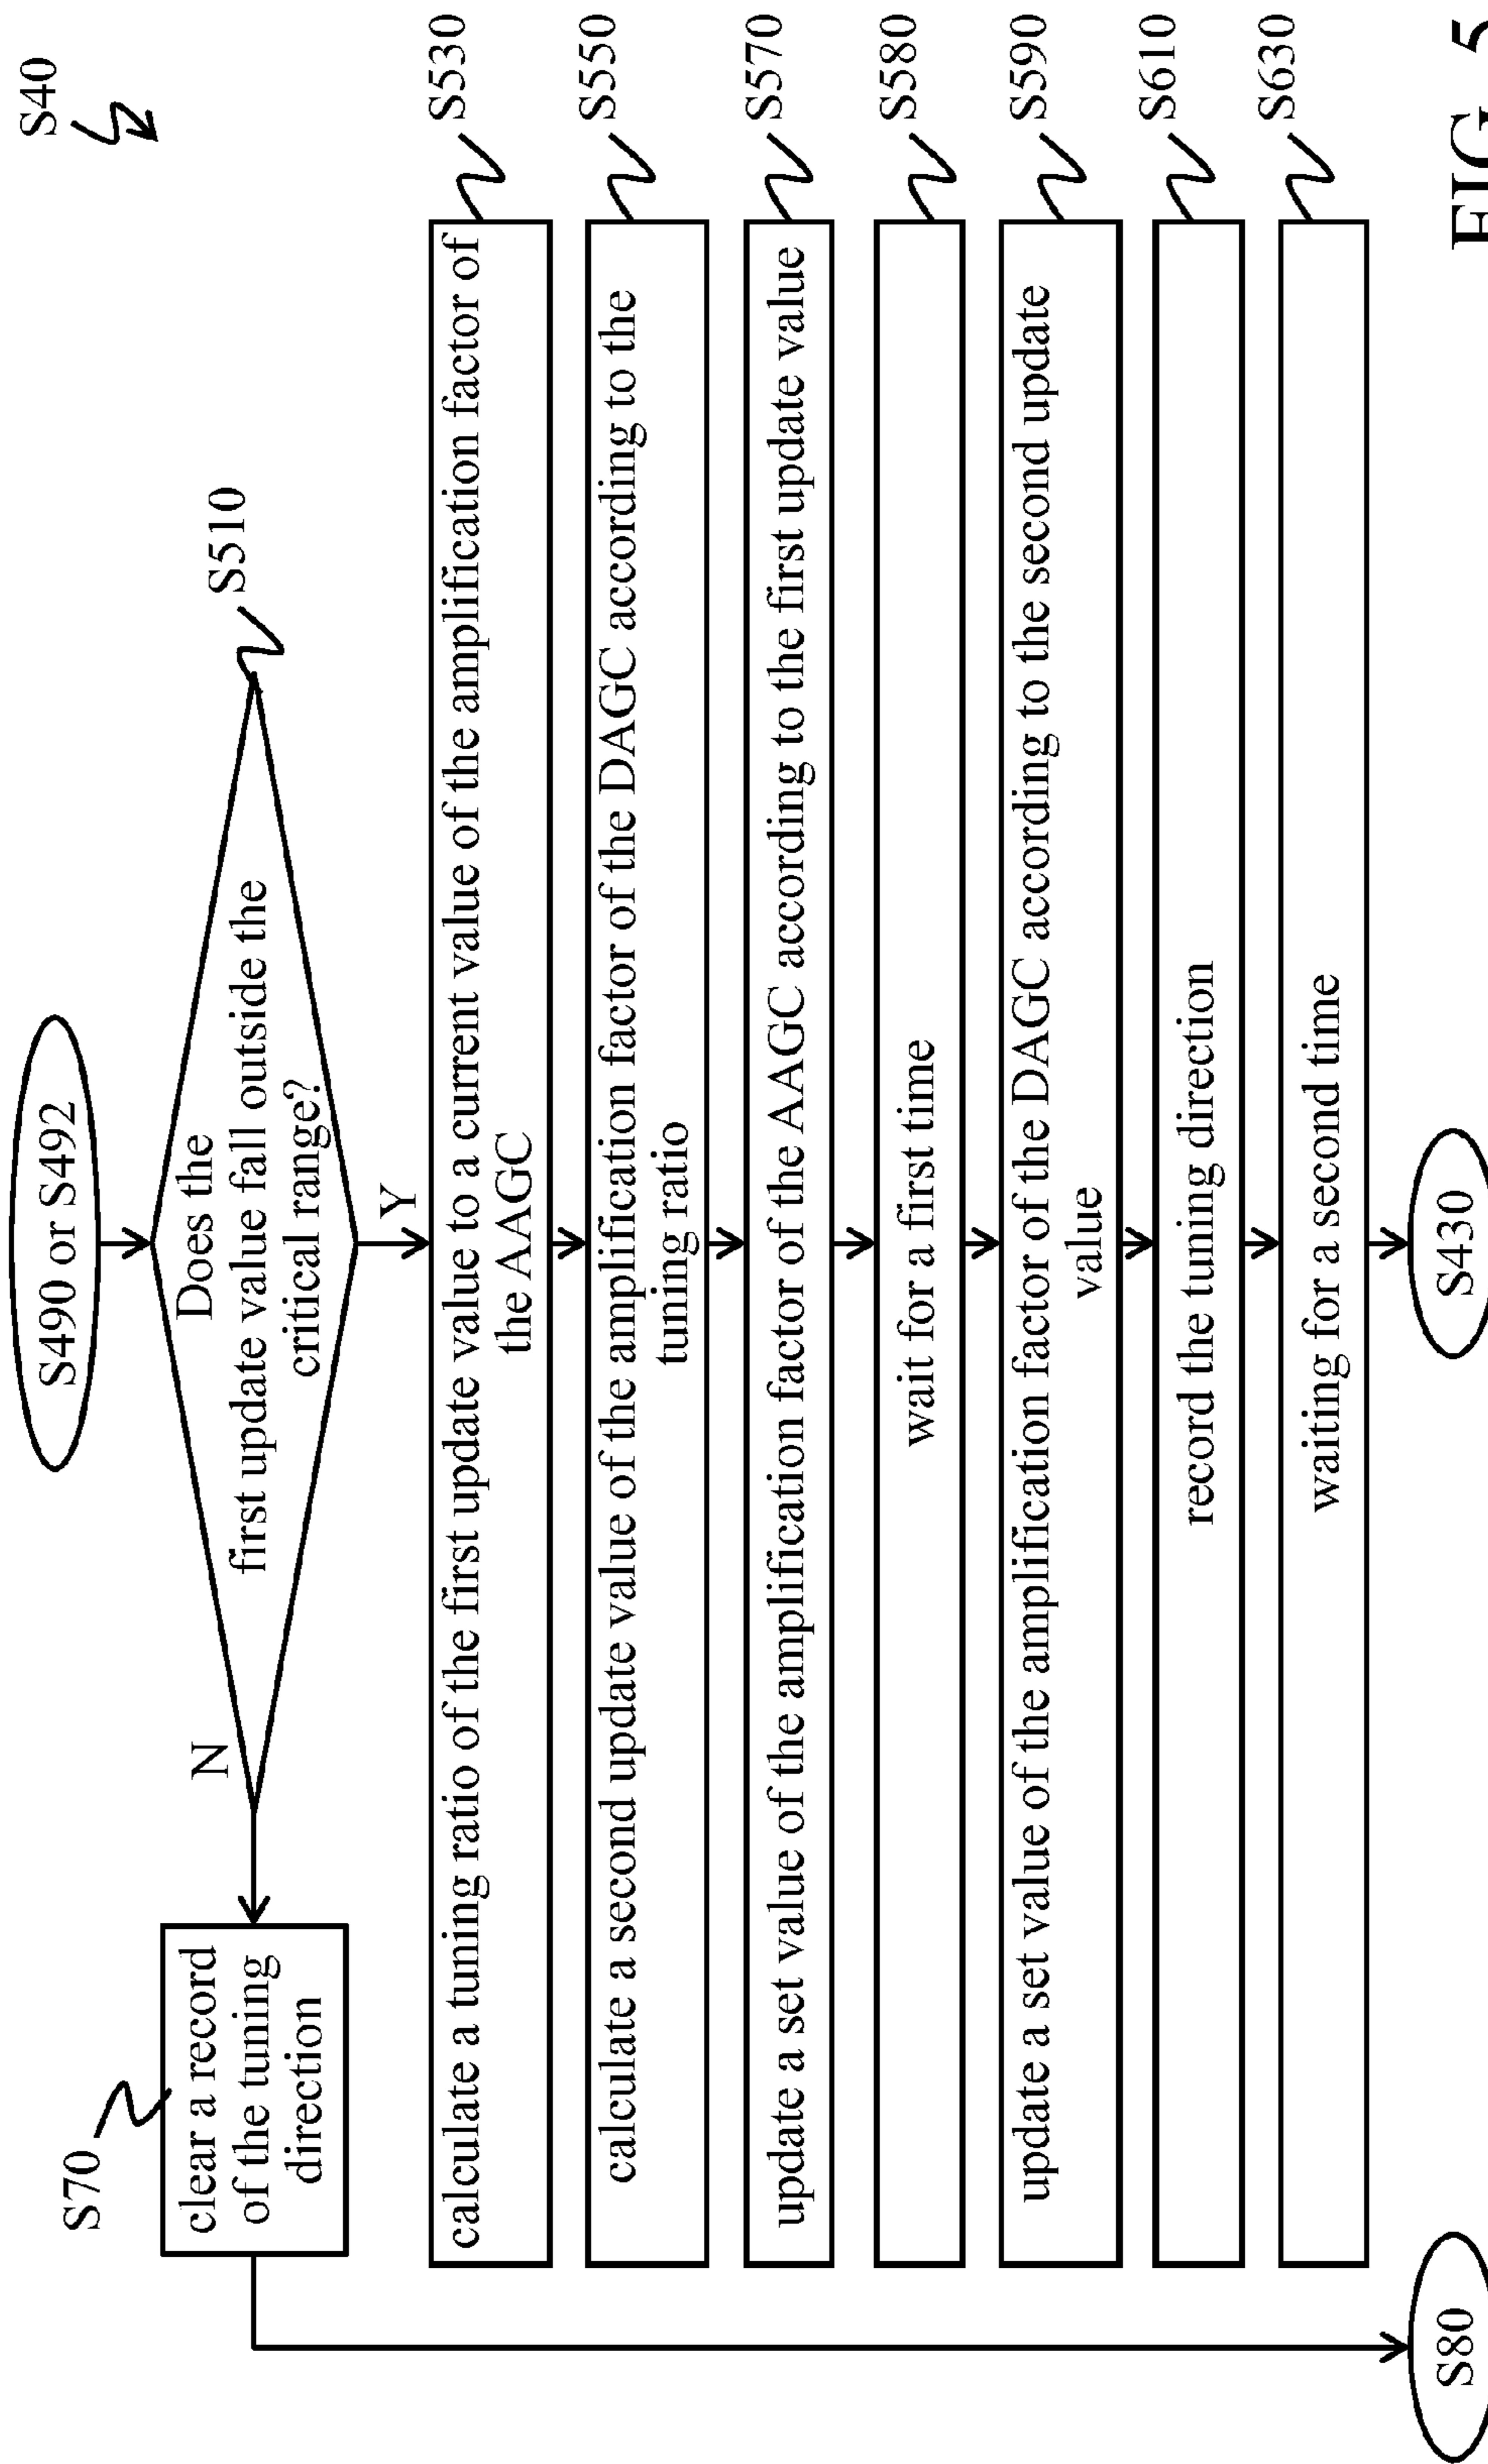 S40
S490 or S492
Does the
first update value fall outside the
critical range?
S510
N
Y
S70
clear a record
of the tuning
direction
calculate a tuning ratio of the first update value to a current value of the amplification factor of
the AAGC
S530
calculate a second update value of the amplification factor of the DAGC according to the
tuning ratio
S550
update a set value of the amplification factor of the AAGC according to the first update value
S570
wait for a first time
S580
update a set value of the amplification factor of the DAGC according to the second update
value
S590
record the tuning direction
S610
waiting for a second time
S630
S80
S430
FIG. 5